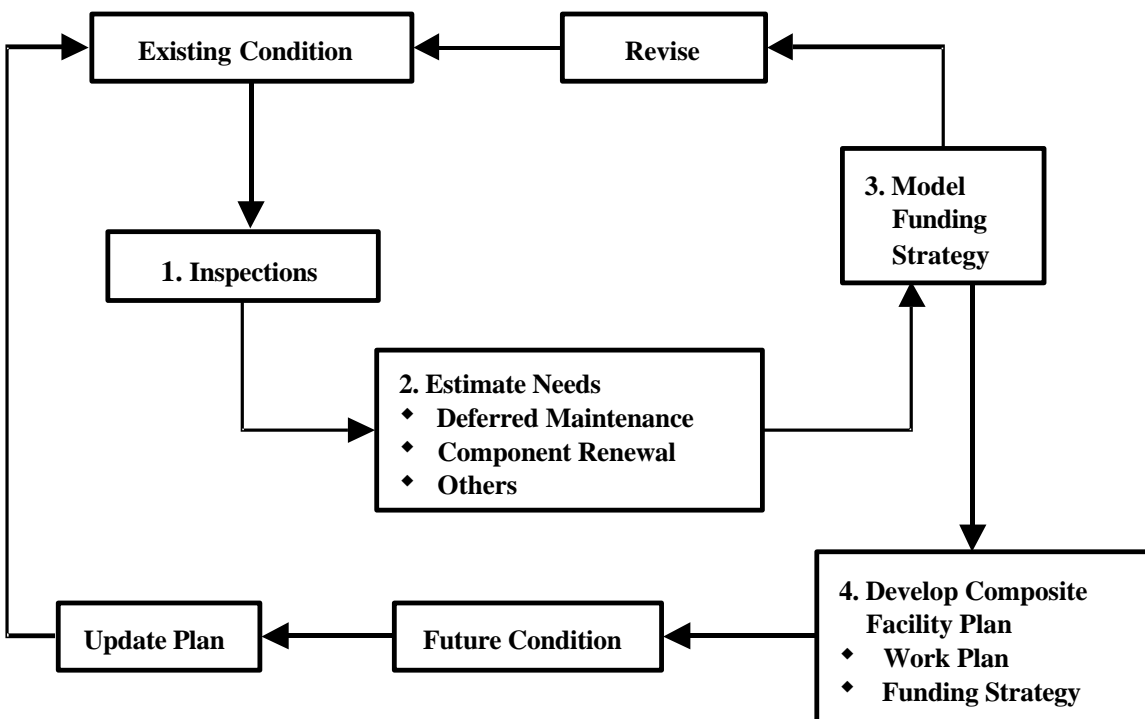 Existing Condition
Revise
3. Model
Funding
Strategy
1. Inspections
2. Estimate Needs
◆ Deferred Maintenance
◆ Component Renewal
◆ Others
4. Develop Composite
Facility Plan
◆ Work Plan
◆ Funding Strategy
Future Condition
Update Plan